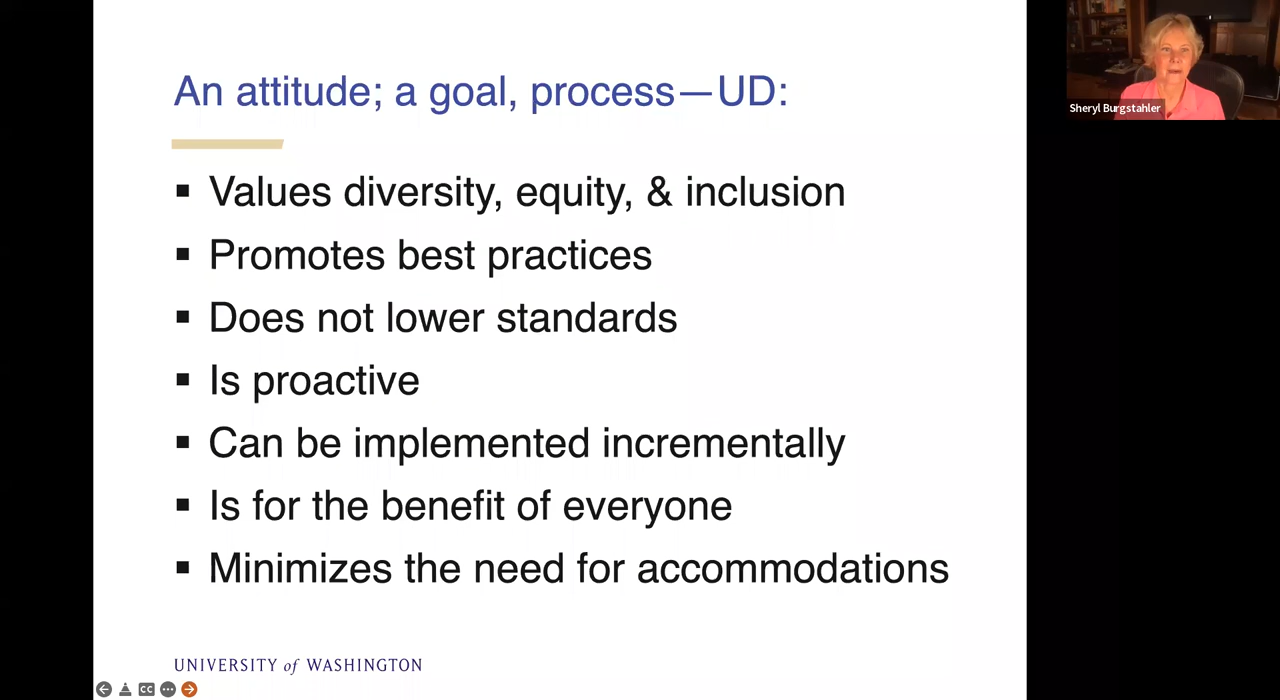 An attitude; a goal, process—UD:
Sheryl Burgstahler
▪ Values diversity, equity, & inclusion
▪ Promotes best practices
▪ Does not lower standards
▪ Is proactive
▪ Can be implemented incrementally
▪ Is for the benefit of everyone
▪ Minimizes the need for accommodations
UNIVERSITY of WASHINGTON
CC